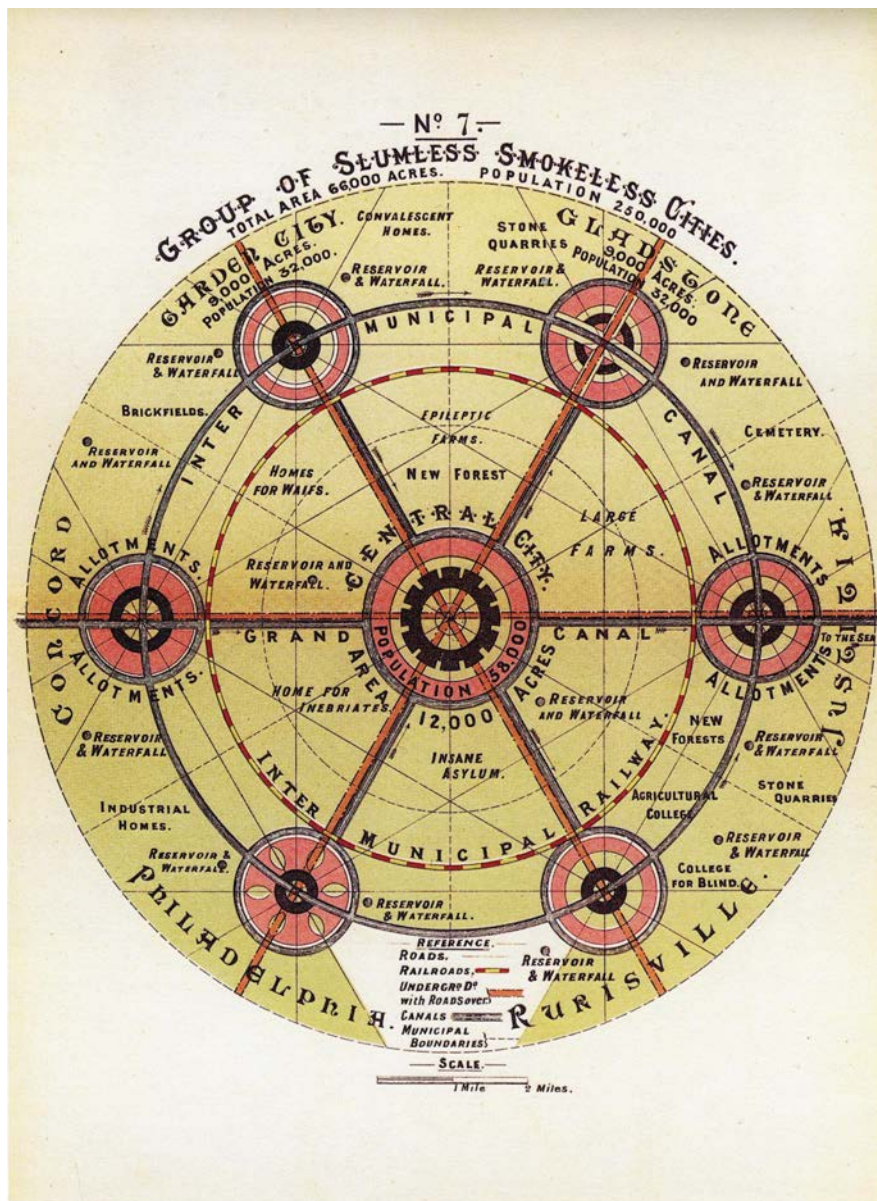 — Nº 7. —
GROUP OF SLUMLESS SMOKELESS CITIES.
TOTAL AREA 66,000 ACRES. POPULATION 250,000
GARDEN CITY.
9,000 ACRES.
POPULATION 32,000.
CONVALESCENT
HOMES.
STONE
QUARRIES
GLADSTONE
9,000 ACRES.
POPULATION
32,000
RESERVOIR
& WATERFALL.
RESERVOIR &
WATERFALL.
INTER MUNICIPAL CANAL
RESERVOIR
& WATERFALL
RESERVOIR
AND WATERFALL
BRICKFIELDS.
EPILEPTIC
FARMS.
CEMETERY.
RESERVOIR
AND WATERFALL
HOMES
FOR WAIFS.
NEW FOREST
RESERVOIR
& WATERFALL
LARGE
FARMS.
CENTRAL CITY.
CONCORD
ALLOTMENTS.
RESERVOIR AND
WATERFALL.
ALLOTMENTS
JUSTITIA
GRAND CANAL
TO THE SEA
POPULATION 58,000.
AREA 12,000 ACRES
ALLOTMENTS.
ALLOTMENTS
HOME FOR
INEBRIATES.
RESERVOIR
AND WATERFALL
NEW
FORESTS
RESERVOIR
& WATERFALL
RESERVOIR
& WATERFALL
INSANE
ASYLUM.
STONE
QUARRIES
INTER MUNICIPAL RAILWAY.
AGRICULTURAL
COLLEGE
INDUSTRIAL
HOMES.
RESERVOIR
& WATERFALL
RESERVOIR &
WATERFALL.
COLLEGE
FOR BLIND.
RESERVOIR
& WATERFALL.
PHILADELPHIA.
RURISVILLE.
REFERENCE.
ROADS.
RAILROADS.
UNDERGRD Dº
with ROADS over
CANALS
MUNICIPAL
BOUNDARIES
RESERVOIR
& WATERFALL
— SCALE. —
1 MILE 2 MILES.